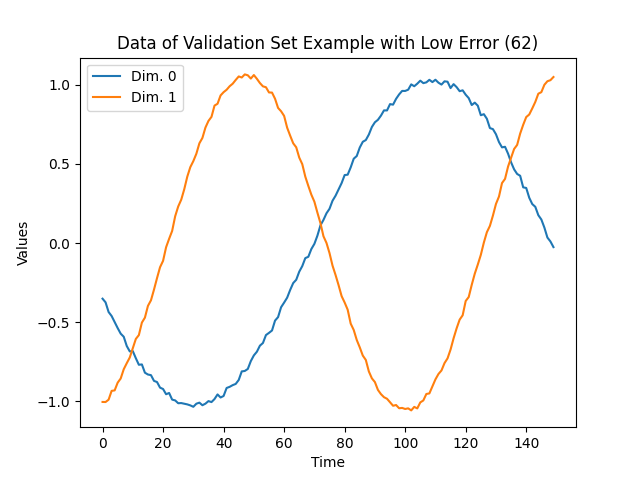 Data of Validation Set Example with Low Error (62)
Dim. 0
Dim. 1
1.0
0.5
0.0
−0.5
−1.0
Values
0 20 40 60 80 100 120 140
Time